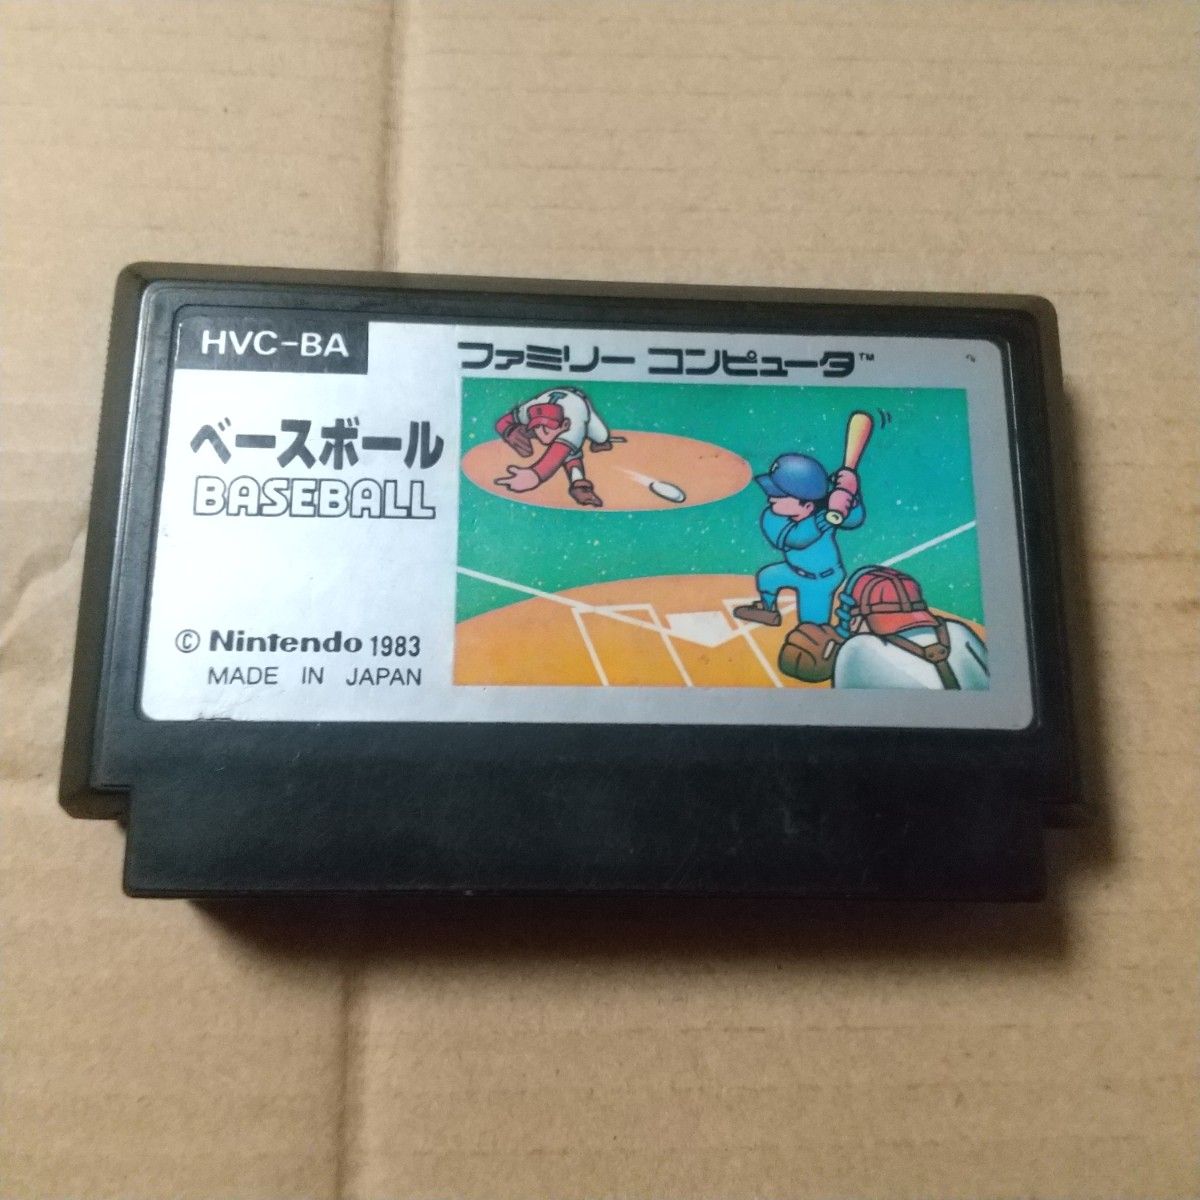 HVC-BA
ファミリー コンピュータ™
ベースボール
BASEBALL
© Nintendo 1983
MADE IN JAPAN